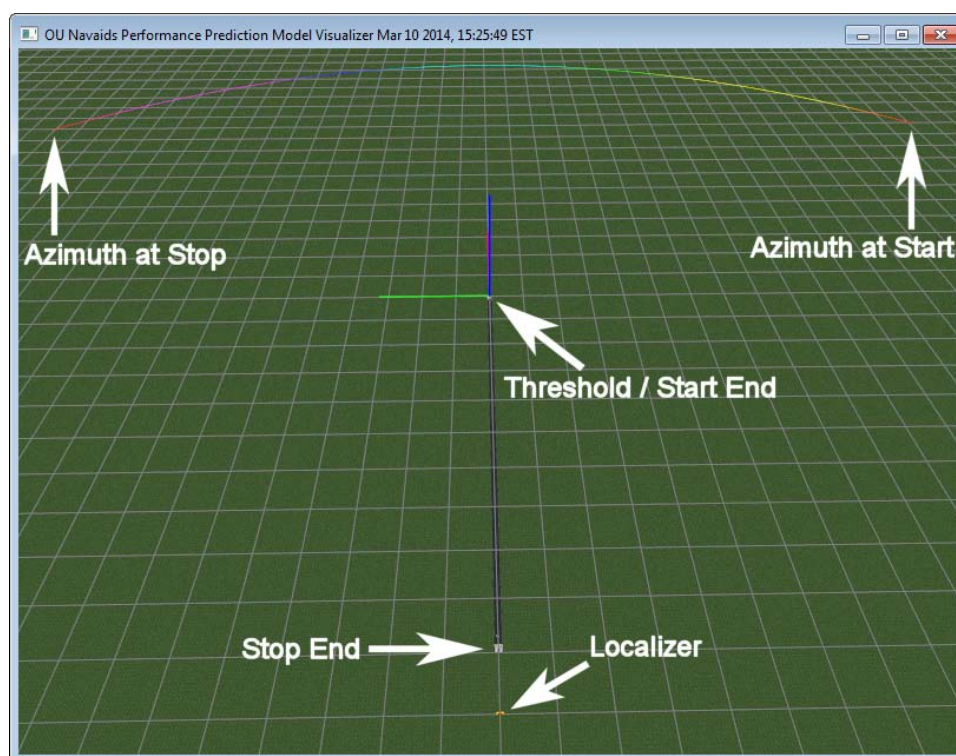 OU Navaids Performance Prediction Model Visualizer Mar 10 2014, 15:25:49 EST
Azimuth at Stop
Azimuth at Start
Threshold / Start End
Stop End
Localizer